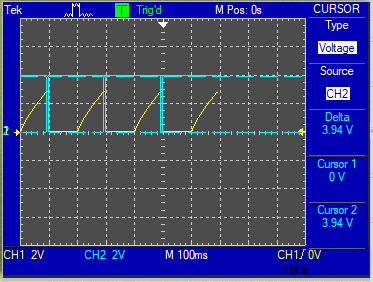 Tek T Trig'd M Pos: 0s CURSOR
Type
Voltage
Source
CH2
Delta
3.94 V
Cursor 1
0 V
Cursor 2
3.94 V
CH1 2V CH2 2V M 100ms CH1 / 0V
<10Hz